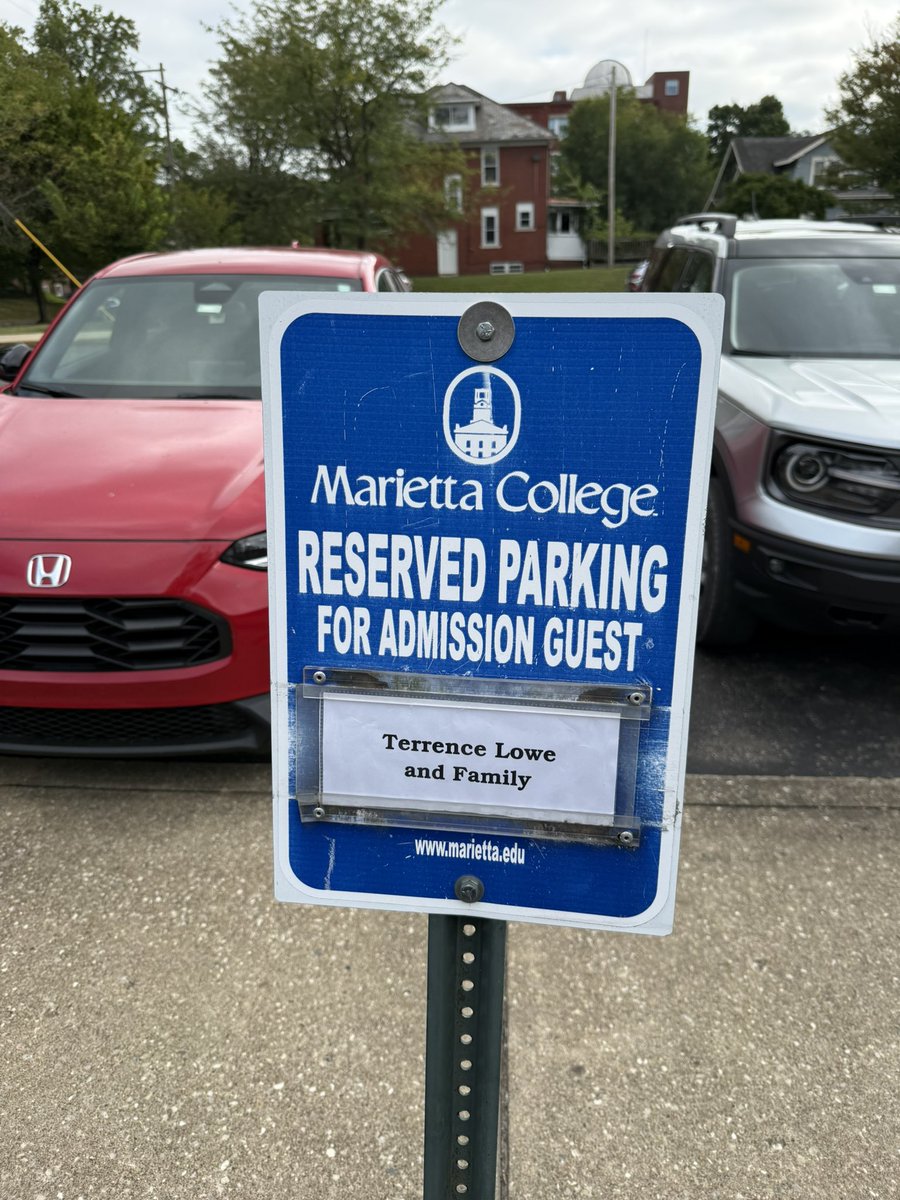 Marietta College
RESERVED PARKING
FOR ADMISSION GUEST
Terrence Lowe
and Family
www.marietta.edu